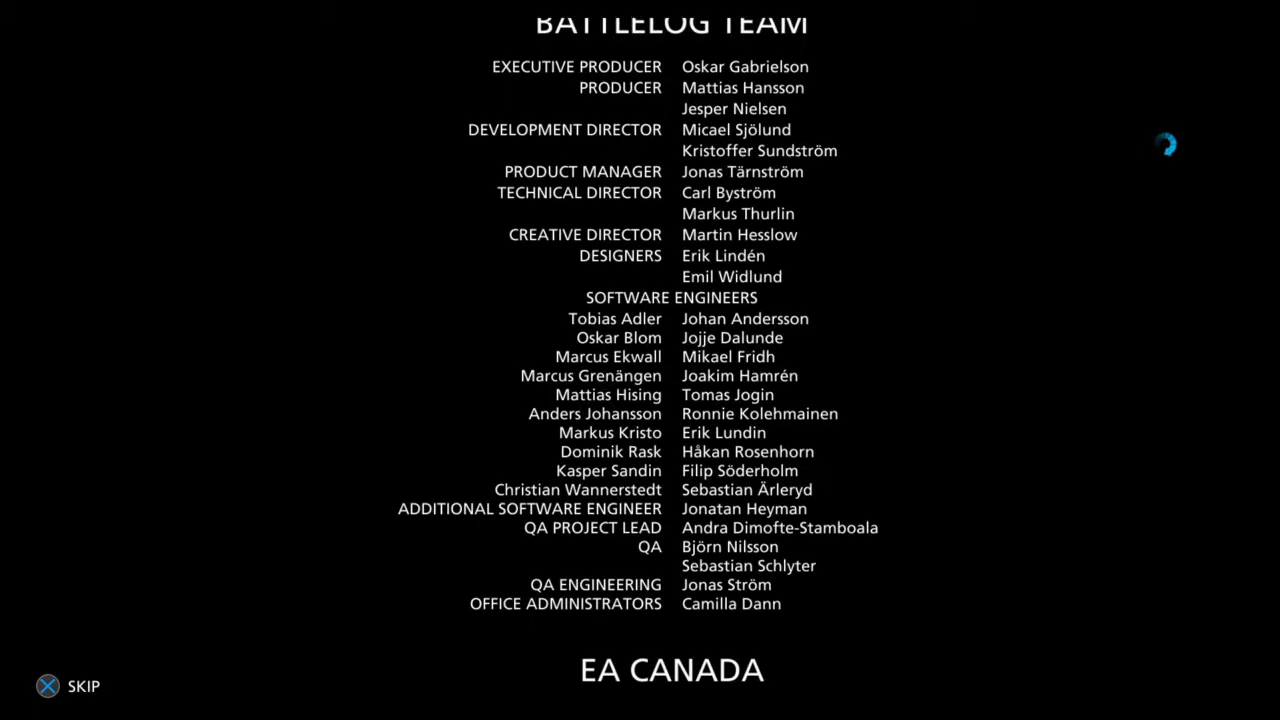 BATTLELOG TEAM
EXECUTIVE PRODUCER Oskar Gabrielson
PRODUCER Mattias Hansson
Jesper Nielsen
DEVELOPMENT DIRECTOR Micael Sjölund
Kristoffer Sundström
PRODUCT MANAGER Jonas Tärnström
TECHNICAL DIRECTOR Carl Byström
Markus Thurlin
CREATIVE DIRECTOR Martin Hesslow
DESIGNERS Erik Lindén
Emil Widlund
SOFTWARE ENGINEERS
Tobias Adler Johan Andersson
Oskar Blom Jojje Dalunde
Marcus Ekwall Mikael Fridh
Marcus Grenängen Joakim Hamrén
Mattias Hising Tomas Jogin
Anders Johansson Ronnie Kolehmainen
Markus Kristo Erik Lundin
Dominik Rask Håkan Rosenhorn
Kasper Sandin Filip Söderholm
Christian Wannerstedt Sebastian Ärleryd
ADDITIONAL SOFTWARE ENGINEER Jonatan Heyman
QA PROJECT LEAD Andra Dimofte-Stamboala
QA Björn Nilsson
Sebastian Schlyter
QA ENGINEERING Jonas Ström
OFFICE ADMINISTRATORS Camilla Dann
EA CANADA
SKIP